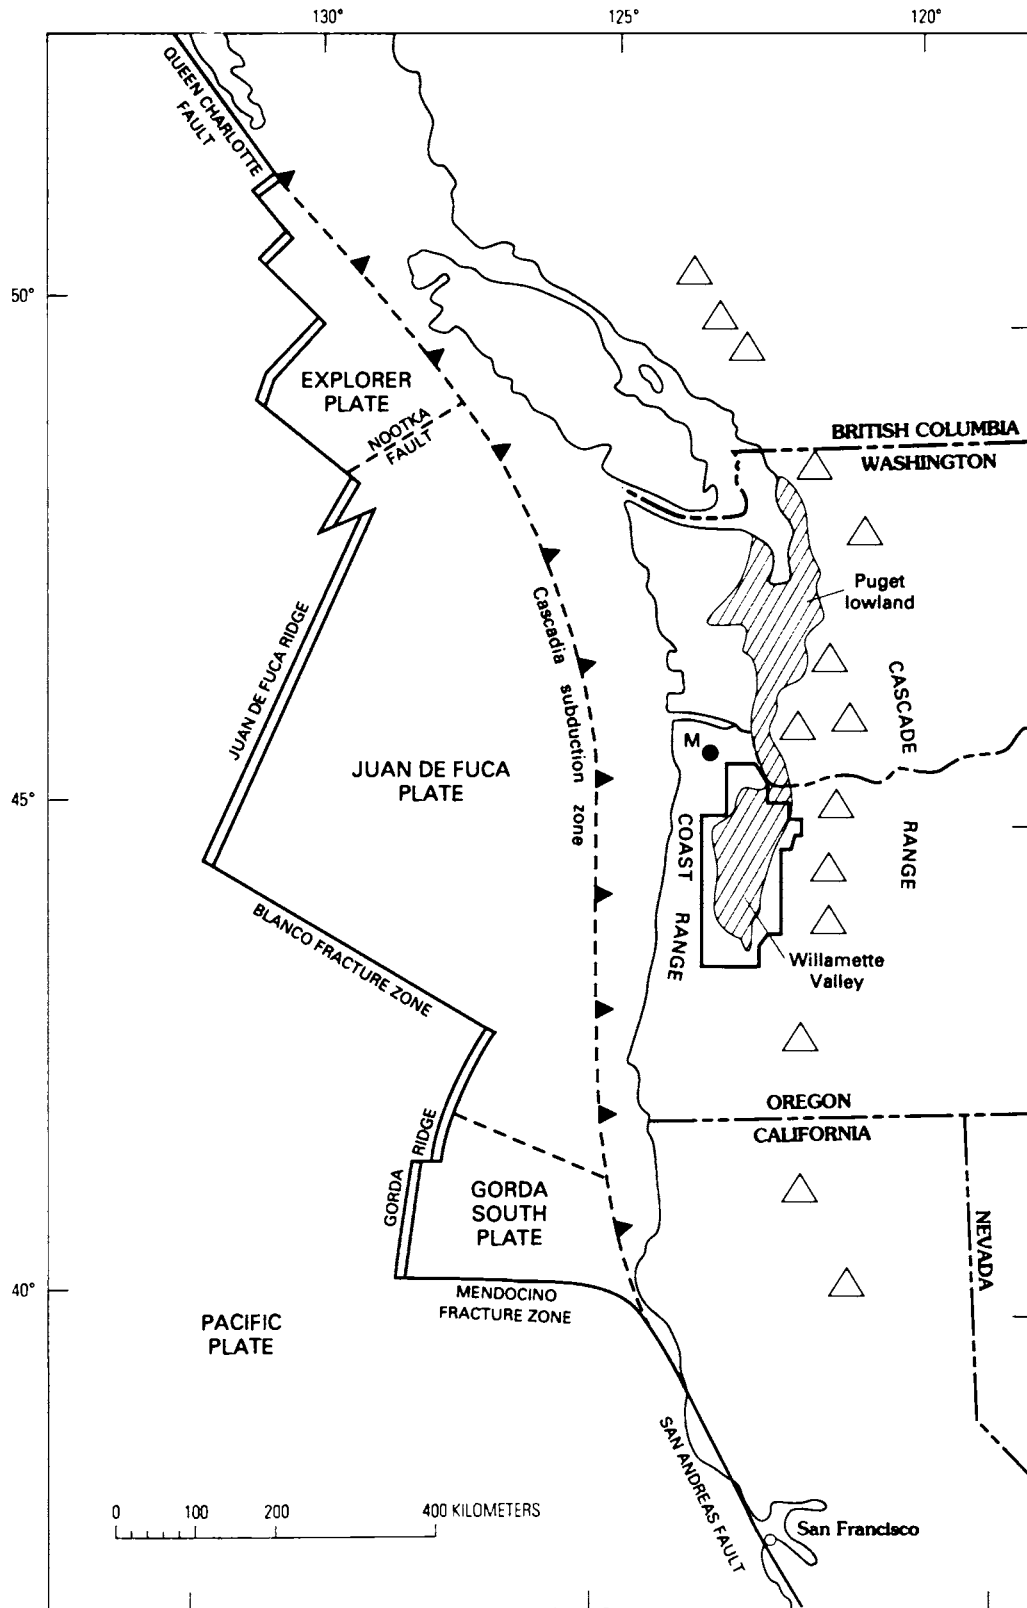 130°
125°
120°
QUEEN CHARLOTTE
FAULT
50°
EXPLORER
PLATE
NOOTKA
FAULT
BRITISH COLUMBIA
WASHINGTON
Puget
lowland
Cascadia subduction zone
JUAN DE FUCA RIDGE
CASCADE
RANGE
M
JUAN DE FUCA
PLATE
45°
COAST
RANGE
BLANCO FRACTURE ZONE
Willamette
Valley
OREGON
CALIFORNIA
GORDA
RIDGE
GORDA
SOUTH
PLATE
NEVADA
40°
MENDOCINO
FRACTURE ZONE
PACIFIC
PLATE
SAN ANDREAS FAULT
0 100 200 400 KILOMETERS
San Francisco